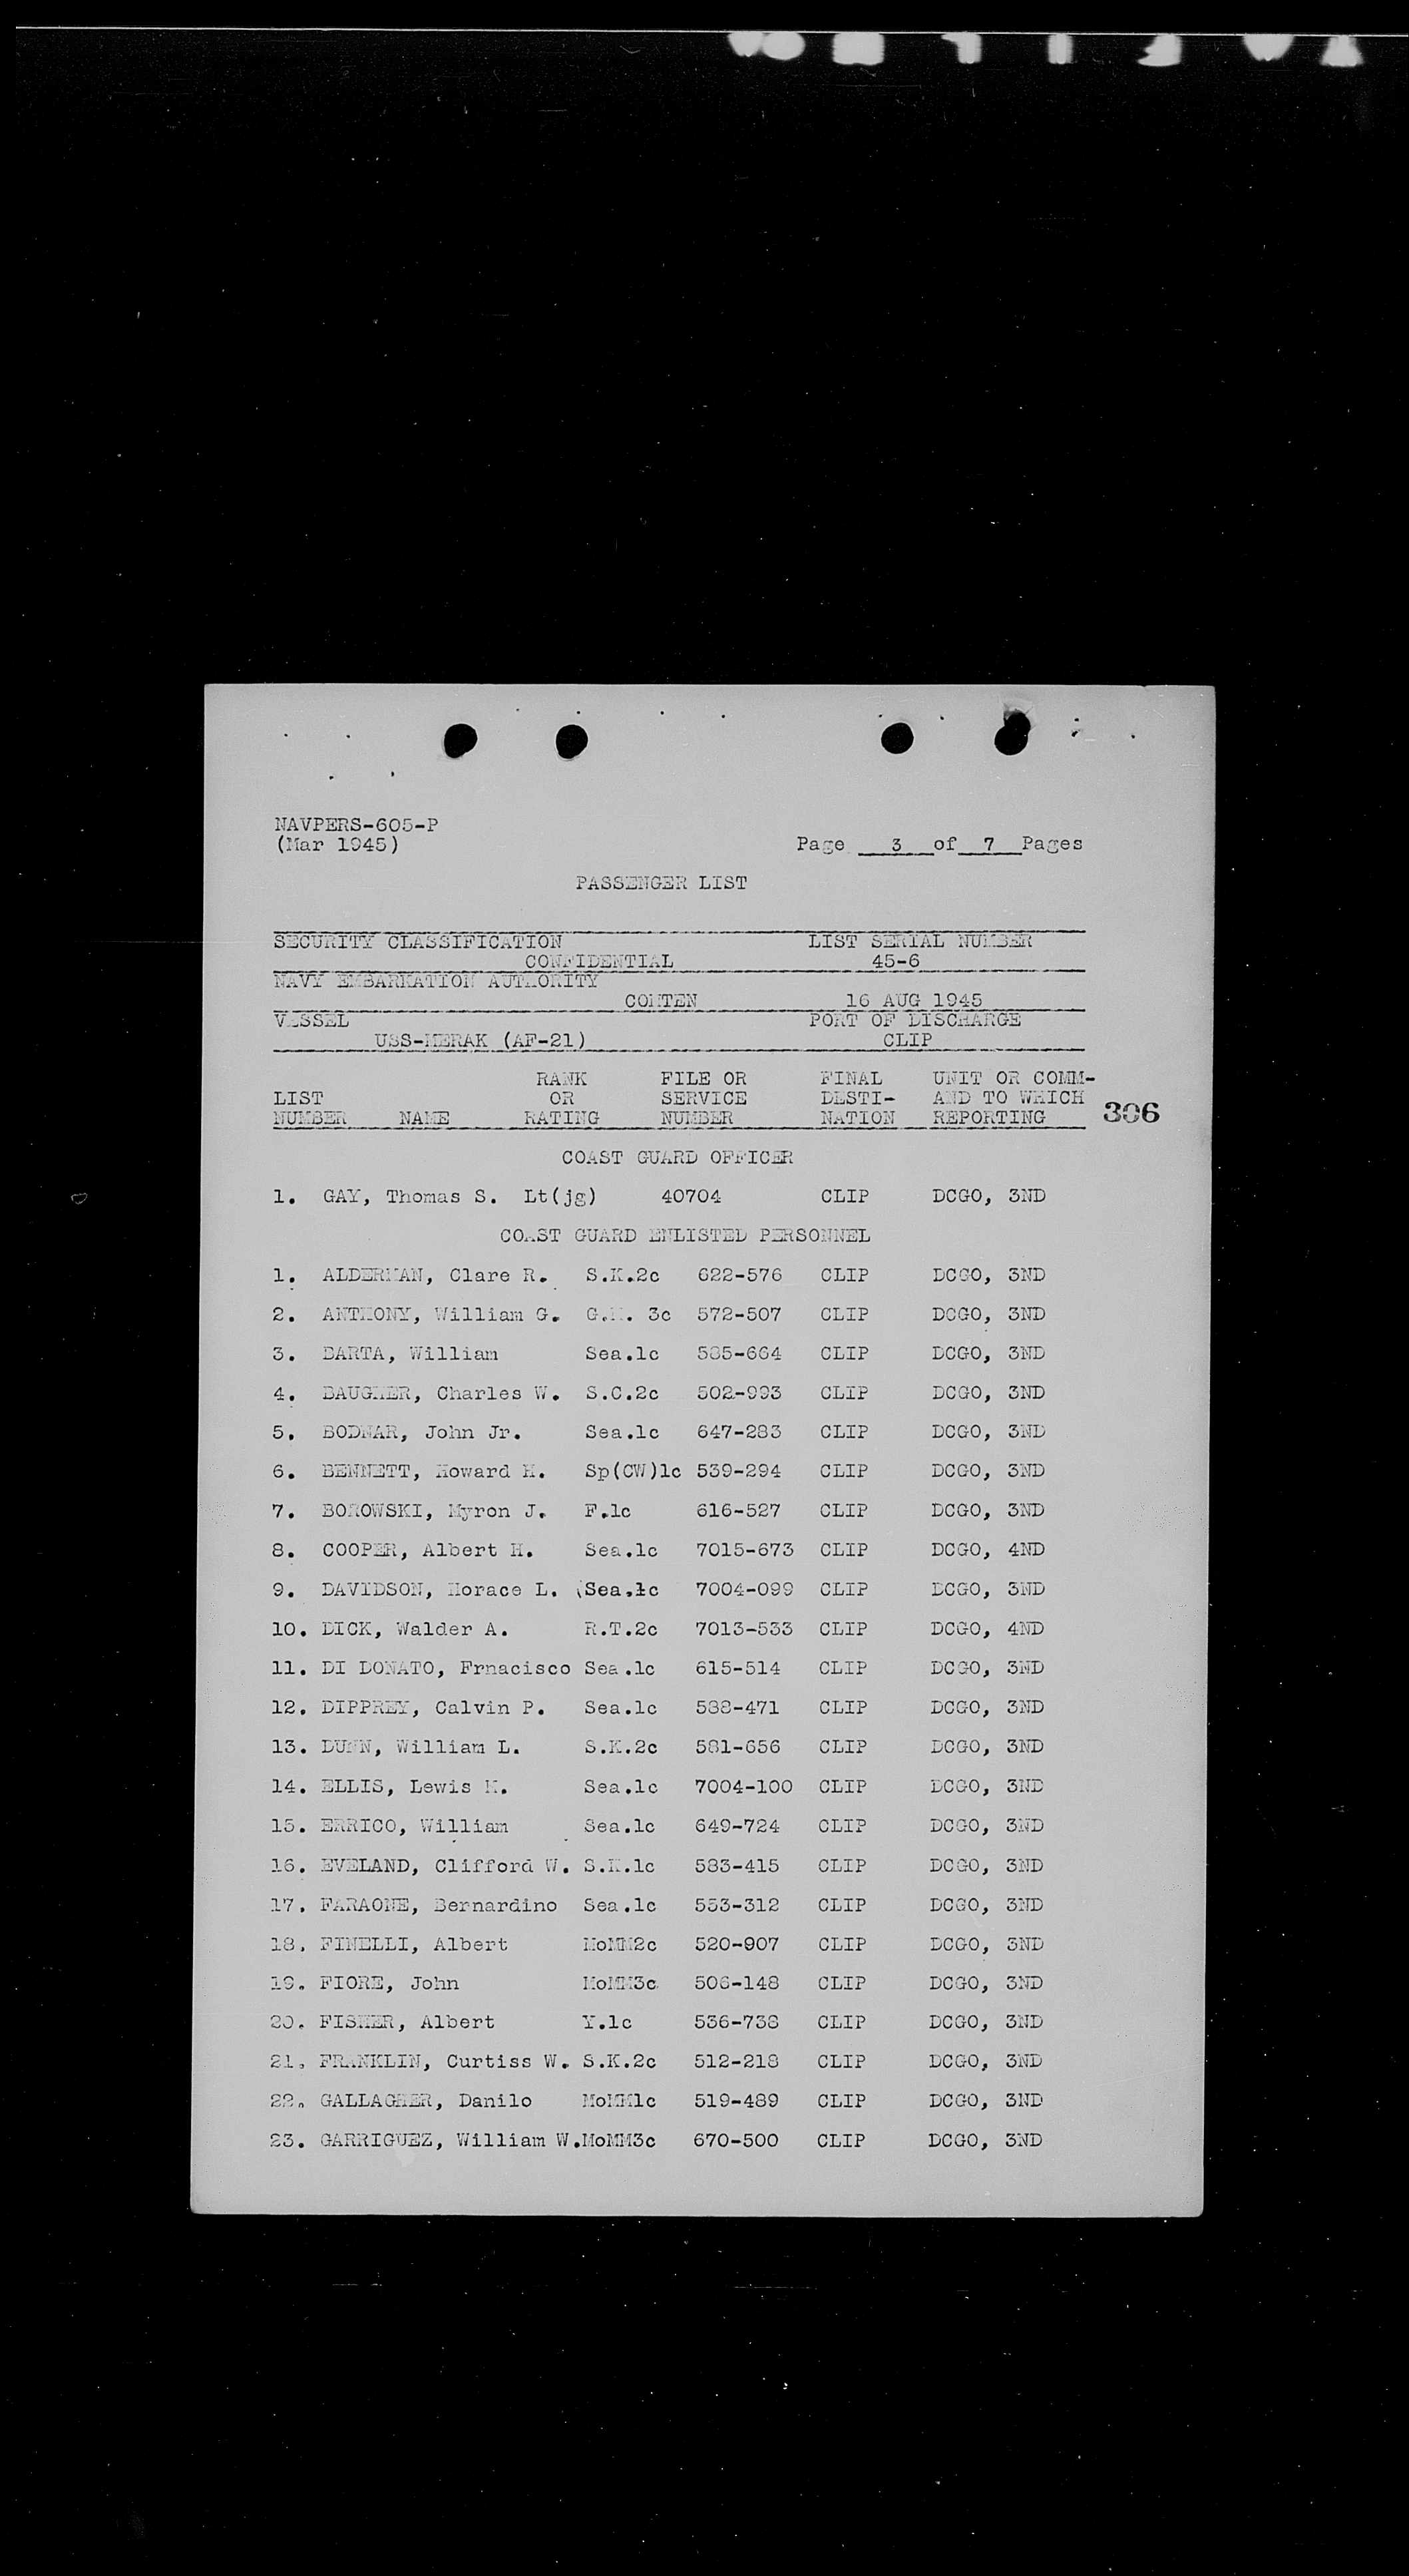 NAVPERS-605-P
(Mar 1945) Page 3 of 7 Pages
PASSENGER LIST
SECURITY CLASSIFICATION LIST SERIAL NUMBER
CONFIDENTIAL 45-6
NAVY EMBARKATION AUTHORITY
COMTEN 16 AUG 1945
VESSEL PORT OF DISCHARGE
USS-MERAK (AF-21) CLIP
RANK FILE OR FINAL UNIT OR COMM-
LIST OR SERVICE DESTI- AND TO WHICH
NUMBER NAME RATING NUMBER NATION REPORTING 306
COAST GUARD OFFICER
1. GAY, Thomas S. Lt(jg) 40704 CLIP DCGO, 3ND
COAST GUARD ENLISTED PERSONNEL
1. ALDERMAN, Clare R. S.K.2c 622-576 CLIP DCGO, 3ND
2. ANTHONY, William G. G.M. 3c 572-507 CLIP DCGO, 3ND
3. BARTA, William Sea.1c 585-664 CLIP DCGO, 3ND
4. BAUGHER, Charles W. S.C.2c 502-993 CLIP DCGO, 3ND
5. BODNAR, John Jr. Sea.1c 647-283 CLIP DCGO, 3ND
6. BENNETT, Howard H. Sp(CW)1c 539-294 CLIP DCGO, 3ND
7. BOROWSKI, Myron J. F.1c 616-527 CLIP DCGO, 3ND
8. COOPER, Albert H. Sea.1c 7015-673 CLIP DCGO, 4ND
9. DAVIDSON, Horace L. (Sea.1c 7004-099 CLIP DCGO, 3ND
10. DICK, Walder A. R.T.2c 7013-533 CLIP DCGO, 4ND
11. DI DONATO, Frnacisco Sea.1c 615-514 CLIP DCGO, 3ND
12. DIPPREY, Calvin P. Sea.1c 588-471 CLIP DCGO, 3ND
13. DUNN, William L. S.K.2c 581-656 CLIP DCGO, 3ND
14. ELLIS, Lewis M. Sea.1c 7004-100 CLIP DCGO, 3ND
15. ERRICO, William Sea.1c 649-724 CLIP DCGO, 3ND
16. EVELAND, Clifford W. S.K.1c 583-415 CLIP DCGO, 3ND
17. FARAONE, Bernardino Sea.1c 553-312 CLIP DCGO, 3ND
18. FINELLI, Albert MoMM2c 520-907 CLIP DCGO, 3ND
19. FIORE, John MoMM3c 506-148 CLIP DCGO, 3ND
20. FISHER, Albert Y.1c 536-738 CLIP DCGO, 3ND
21. FRANKLIN, Curtiss W. S.K.2c 512-218 CLIP DCGO, 3ND
22. GALLAGHER, Danilo MoMM1c 519-489 CLIP DCGO, 3ND
23. GARRIGUEZ, William W.MoMM3c 670-500 CLIP DCGO, 3ND